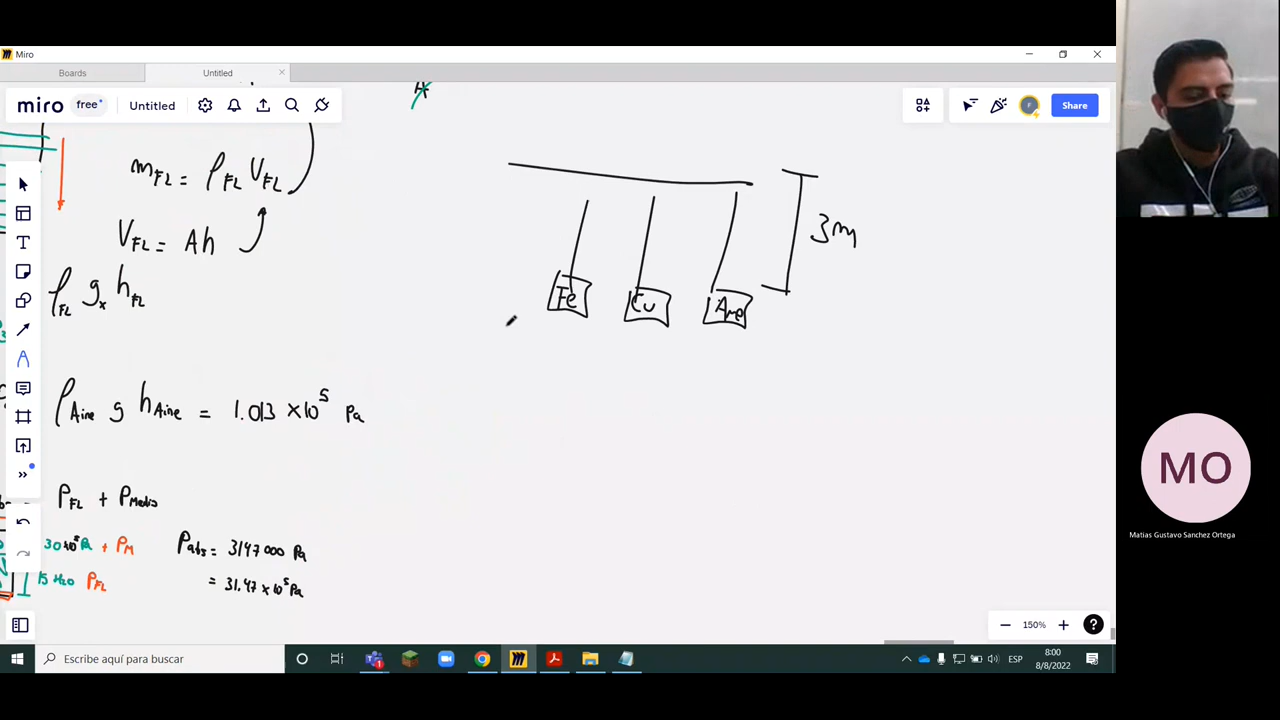 Miro
Boards
Untitled
miro free Untitled
Share
m_FL = ρ_FL V_FL
V_FL = Ah
ρ_FL g_x h_FL
3m
Fe
Cu
ρ_Aire g h_Aire = 1.013 ×10^5 Pa
P_FL + P_Medio
+ P_M
P_FL
P_abs = 3147000 Pa
= 31.47 ×10^5 Pa
150%
Escribe aquí para buscar
ESP
8:00
8/8/2022
MO
Matias Gustavo Sanchez Ortega